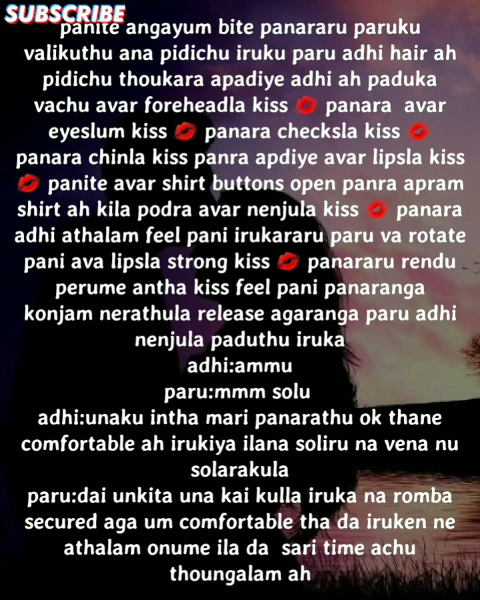 SUBSCRIBE
panite angayum bite panararu paruku
valikuthu ana pidichu iruku paru adhi hair ah
pidichu thoukara apadiye adhi ah paduka
vachu avar foreheadla kiss 💋 panara avar
eyeslum kiss 💋 panara checksla kiss 💋
panara chinla kiss panra apdiye avar lipsla kiss
💋 panite avar shirt buttons open panra apram
shirt ah kila podra avar nenjula kiss 💋 panara
adhi athalam feel pani irukararu paru va rotate
pani ava lipsla strong kiss 💋 panararu rendu
perume antha kiss feel pani panaranga
konjam nerathula release agaranga paru adhi
nenjula paduthu iruka
adhi:ammu
paru:mmm solu
adhi:unaku intha mari panarathu ok thane
comfortable ah irukiya ilana soliru na vena nu
solarakula
paru:dai unkita una kai kulla iruka na romba
secured aga um comfortable tha da iruken ne
athalam onume ila da sari time achu
thoungalam ah